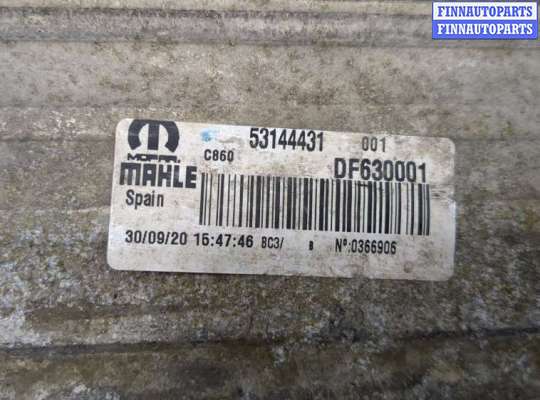 FINNAUTOPARTS
FINNAUTOPARTS
MOPAR
53144431 001
C860 DF630001
MAHLE
Spain
30/09/20 15:47:46 8C3/ B Nº:0366906